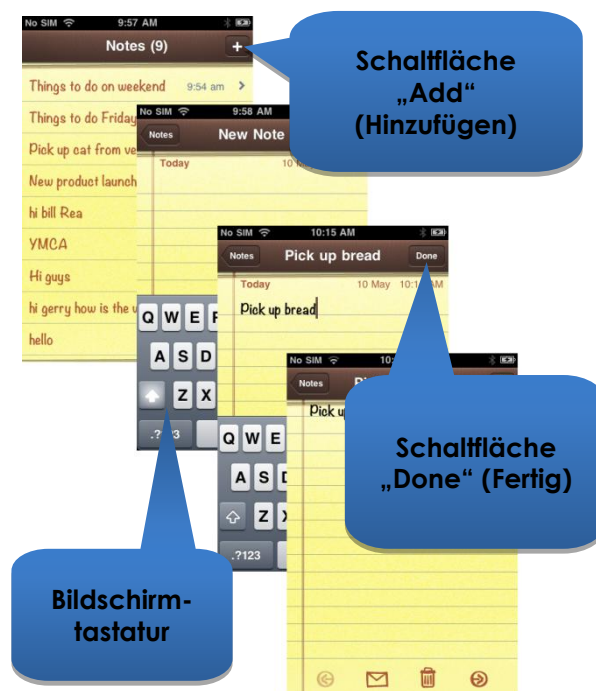 No SIM 9:57 AM
Notes (9)
+
Things to do on weekend 9:54 am >
Things to do Friday
Pick up cat from
New product launch
hi bill Rea
YMCA
Hi guys
hi gerry how is the
hello
Schaltfläche
„Add“
(Hinzufügen)
No SIM 9:58 AM
Notes New Note
Today 10
Q W E
A S D
Z X
No SIM 10:15 AM
Notes Pick up bread Done
Today 10 May
Pick up bread
Q W E
A S
Z
.?123
No SIM
Notes
Pick
Schaltfläche
„Done“ (Fertig)
Bildschirm-
tastatur